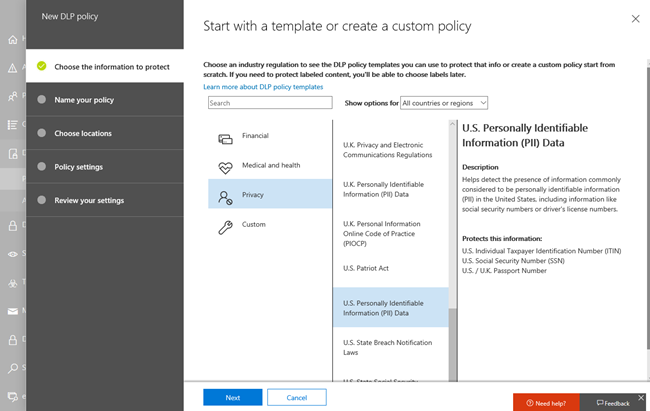 New DLP policy
Choose the information to protect
Name your policy
Choose locations
Policy settings
Review your settings
Start with a template or create a custom policy
Choose an industry regulation to see the DLP policy templates you can use to protect that info or create a custom policy start from
scratch. If you need to protect labeled content, you'll be able to choose labels later.
Learn more about DLP policy templates
Search
Show options for
All countries or regions
Financial
Medical and health
Privacy
Custom
U.K. Privacy and Electronic
Communications Regulations
U.K. Personally Identifiable
Information (PII) Data
U.K. Personal Information
Online Code of Practice
(PIOCP)
U.S. Patriot Act
U.S. Personally Identifiable
Information (PII) Data
U.S. State Breach Notification
Laws
U.S. State Social Security
U.S. Personally Identifiable
Information (PII) Data
Description
Helps detect the presence of information commonly
considered to be personally identifiable information
(PII) in the United States, including information like
social security numbers or driver's license numbers.
Protects this information:
U.S. Individual Taxpayer Identification Number (ITIN)
U.S. Social Security Number (SSN)
U.S. / U.K. Passport Number
Next
Cancel
Need help?
Feedback